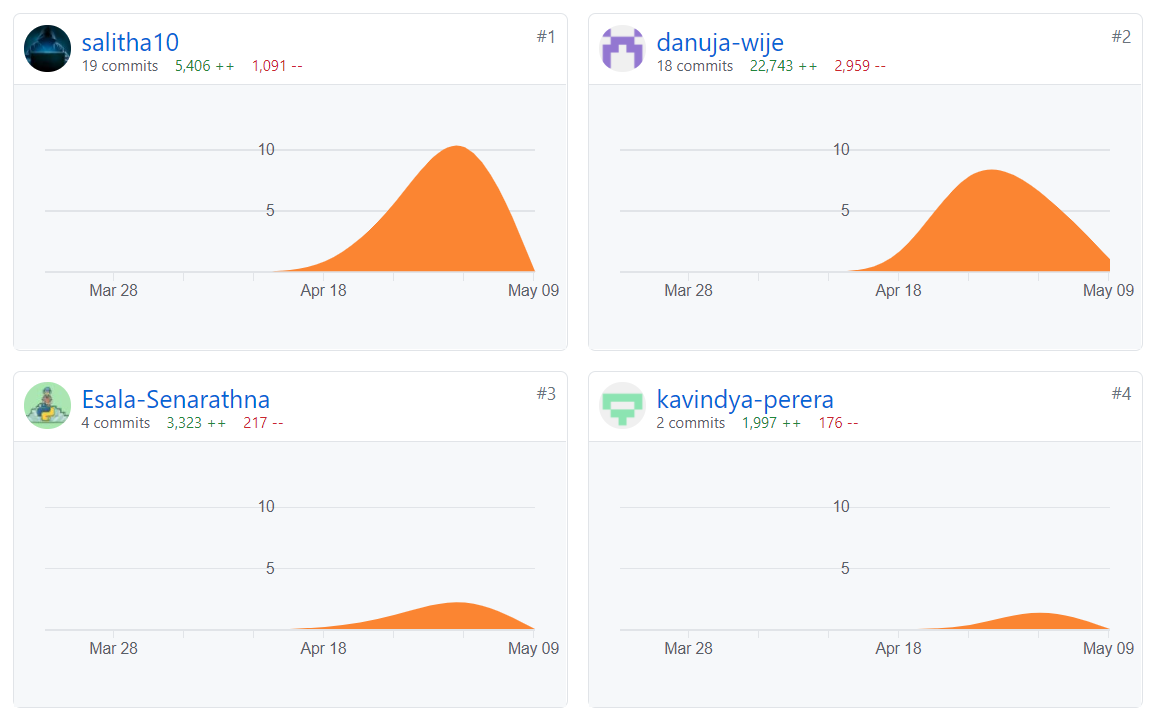 salitha10 #1
19 commits 5,406 ++ 1,091 --
10
5
Mar 28 Apr 18 May 09
danuja-wije #2
18 commits 22,743 ++ 2,959 --
10
5
Mar 28 Apr 18 May 09
Esala-Senarathna #3
4 commits 3,323 ++ 217 --
10
5
Mar 28 Apr 18 May 09
kavindya-perera #4
2 commits 1,997 ++ 176 --
10
5
Mar 28 Apr 18 May 09